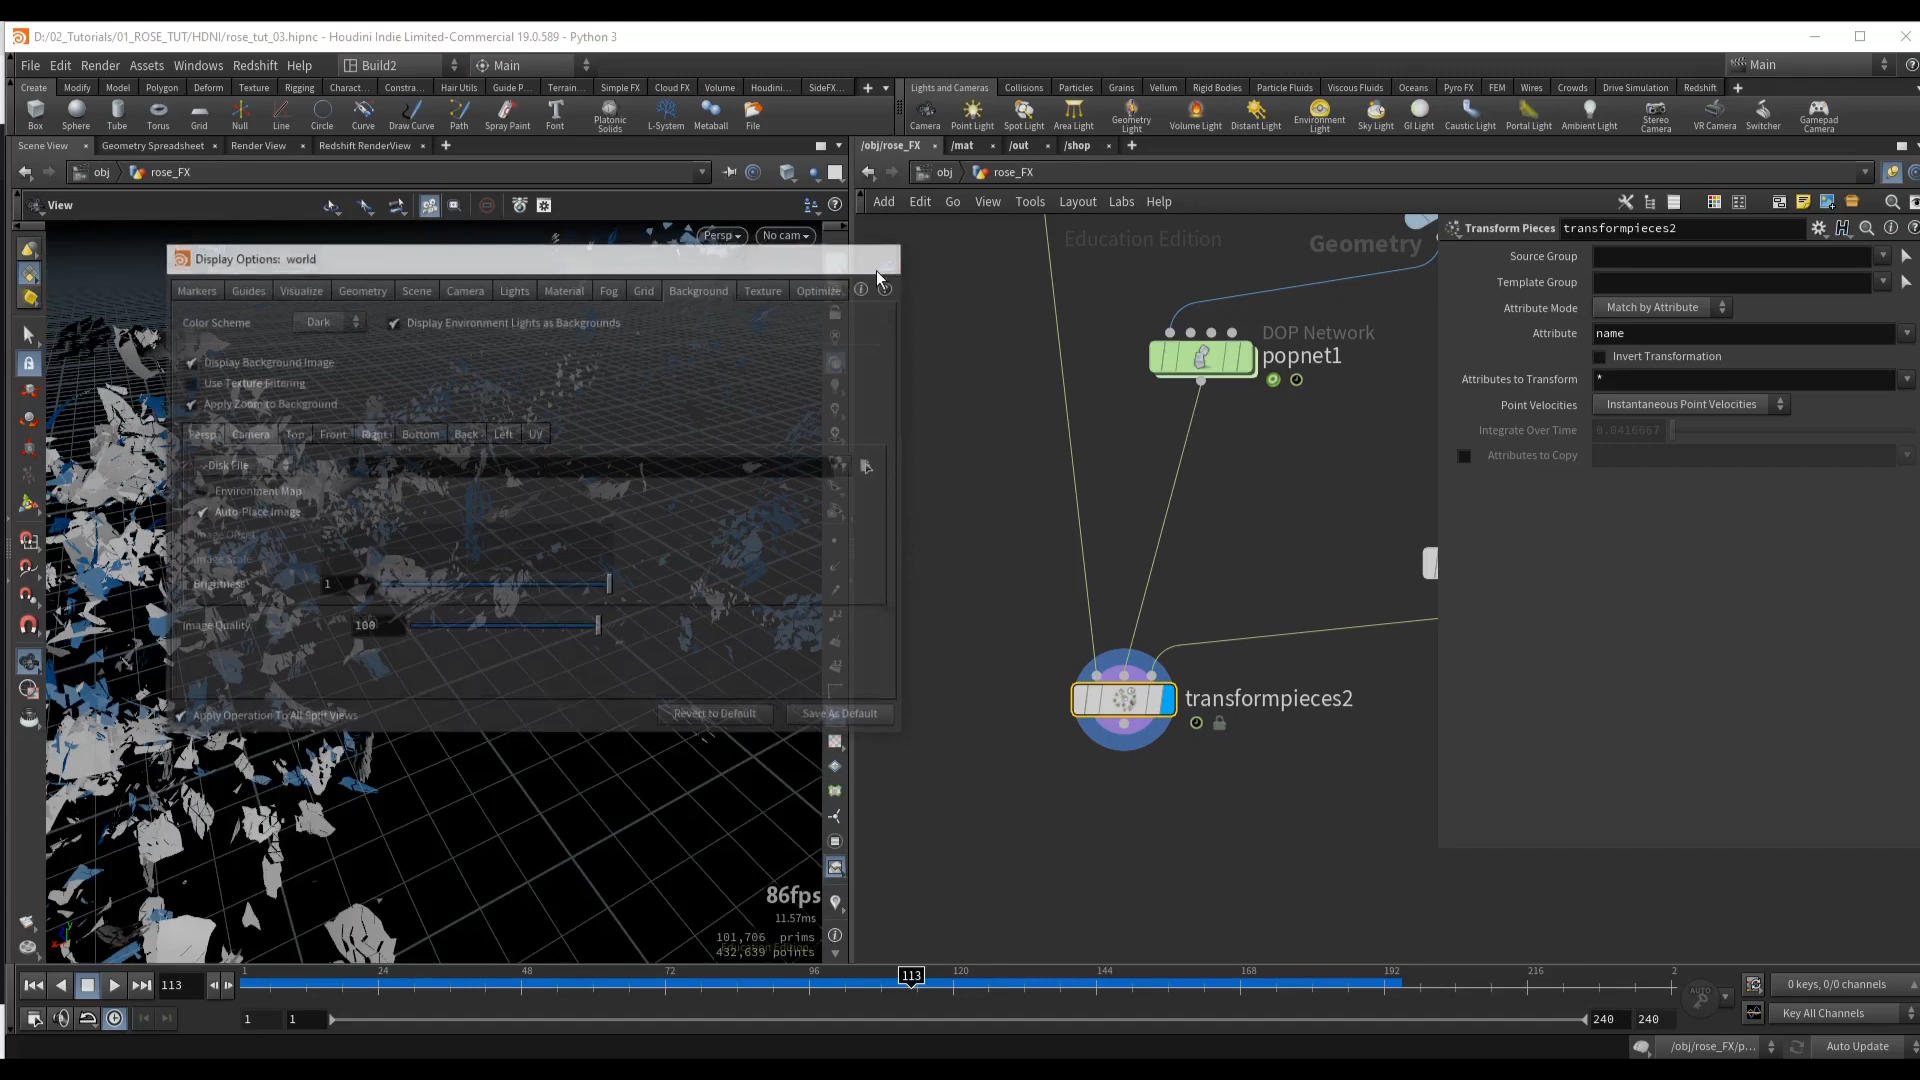 D:/02_Tutorials/01_ROSE_TUT/HDNI/rose_tut_03.hipnc - Houdini Indie Limited-Commercial 19.0.589 - Python 3
File Edit Render Assets Windows Redshift Help Build2 Main Main
Create Modify Model Polygon Deform Texture Rigging Charact... Constra... Hair Utils Guide P... Terrain... Simple FX Cloud FX Volume Houdini... SideFX...
Lights and Cameras Collisions Particles Grains Vellum Rigid Bodies Particle Fluids Viscous Fluids Oceans Pyro FX FEM Wires Crowds Drive Simulation Redshift
Box Sphere Tube Torus Grid Null Line Circle Curve Draw Curve Path Spray Paint Font Platonic Solids L-System Metaball File
Camera Point Light Spot Light Area Light Geometry Light Volume Light Distant Light Environment Light Sky Light GI Light Caustic Light Portal Light Ambient Light Stereo Camera VR Camera Switcher Gamepad Camera
Scene View Geometry Spreadsheet Render View Redshift RenderView
/obj/rose_FX /mat /out /shop
obj rose_FX
obj rose_FX
View
Add Edit Go View Tools Layout Labs Help
Persp No cam
Display Options: world
Markers Guides Visualize Geometry Scene Camera Lights Material Fog Grid Background Texture Optimize
Color Scheme Dark Display Environment Lights as Backgrounds
Display Background Image
Use Texture Filtering
Apply Zoom to Background
Persp Camera Top Front Right Bottom Back Left UV
Disk File
Environment Map
Auto-Place Image
Image Offset
Image Scale
Brightness 1
Image Quality 100
Apply Operation To All Split Views Revert to Default Save As Default
86fps
11.57ms
101,706 prims
Education Edition
432,639 points
Education Edition
Geometry
DOP Network
popnet1
transformpieces2
Transform Pieces transformpieces2
Source Group
Template Group
Attribute Mode Match by Attribute
Attribute name
Invert Transformation
Attributes to Transform *
Point Velocities Instantaneous Point Velocities
Integrate Over Time 0.0416667
Attributes to Copy
1 24 48 72 96 113 120 144 168 192 216 2
113
AUTO
0 keys, 0/0 channels
1 1 240 240
Key All Channels
/obj/rose_FX/p... Auto Update